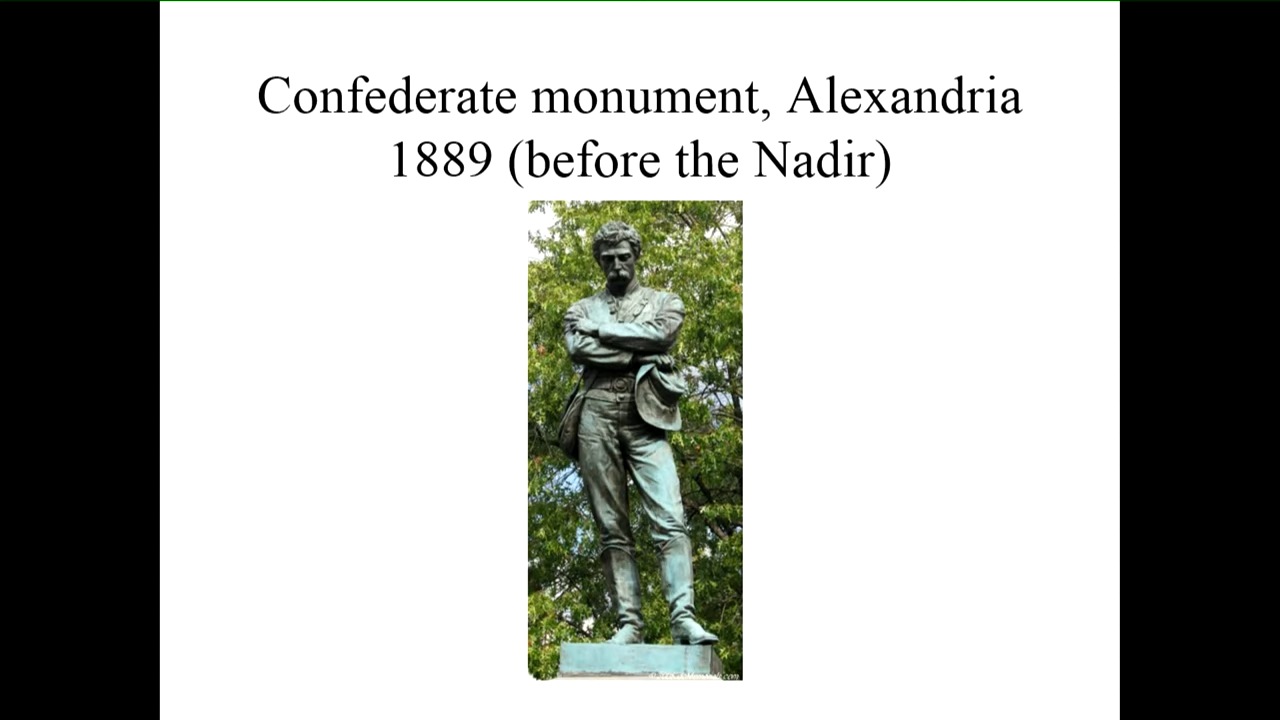 Confederate monument, Alexandria
1889 (before the Nadir)